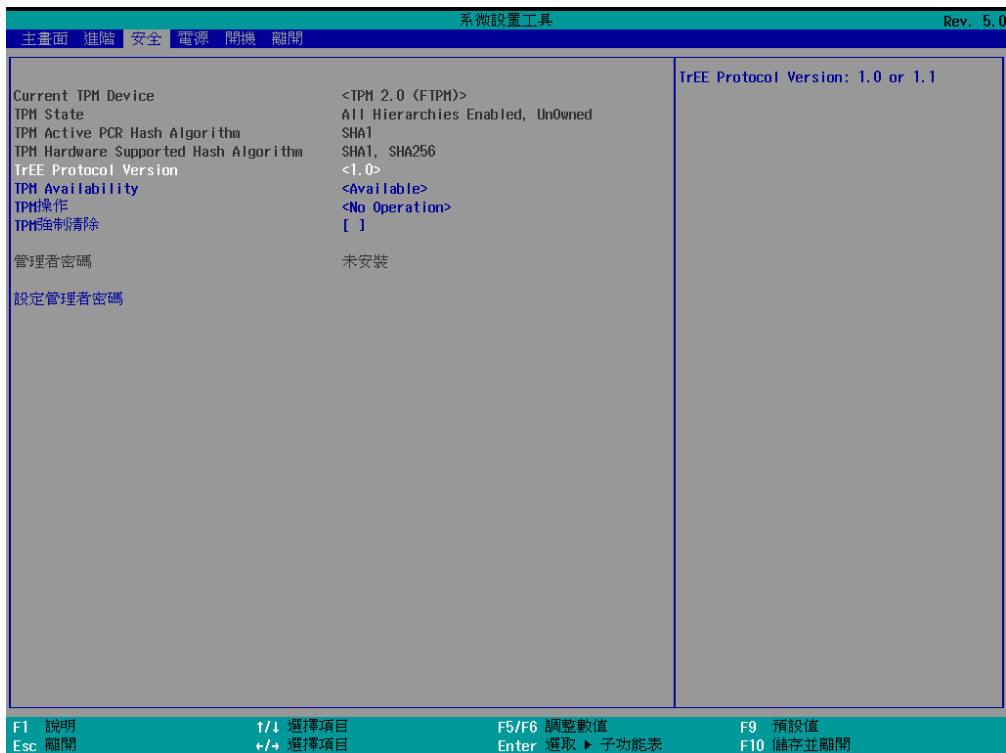 系微設置工具 Rev. 5.0
主畫面 進階 安全 電源 開機 離開
TrEE Protocol Version: 1.0 or 1.1
Current TPM Device <TPM 2.0 (FTPM)>
TPM State All Hierarchies Enabled, UnOwned
TPM Active PCR Hash Algorithm SHA1
TPM Hardware Supported Hash Algorithm SHA1, SHA256
TrEE Protocol Version <1.0>
TPM Availability <Available>
TPM操作 <No Operation>
TPM強制清除 [ ]
管理者密碼 未安裝
設定管理者密碼
F1 說明 ↑/↓ 選擇項目 F5/F6 調整數值 F9 預設值
Esc 離開 ←/→ 選擇項目 Enter 選取 ▶ 子功能表 F10 儲存並離開